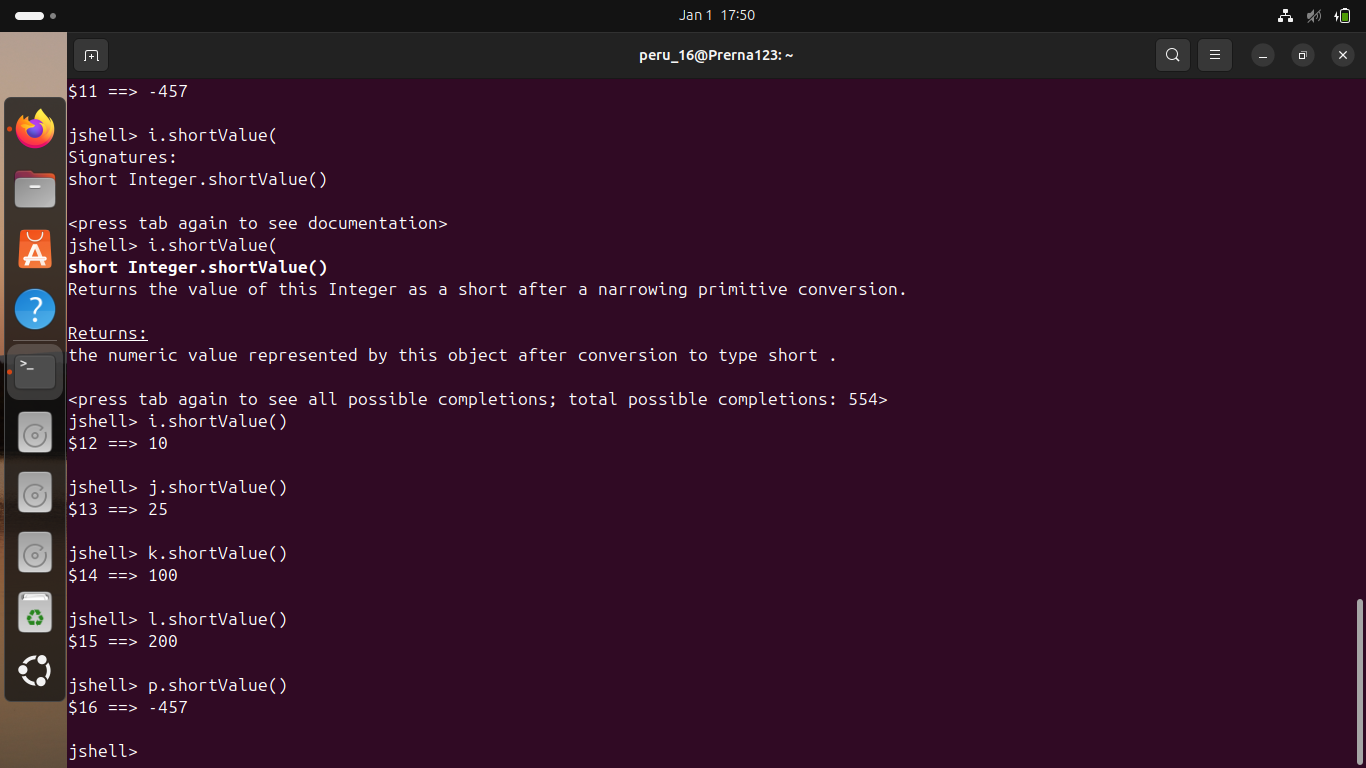 Jan 1 17:50
peru_16@Prerna123: ~
$11 ==> -457
jshell> i.shortValue(
Signatures:
short Integer.shortValue()
<press tab again to see documentation>
jshell> i.shortValue(
short Integer.shortValue()
Returns the value of this Integer as a short after a narrowing primitive conversion.
Returns:
the numeric value represented by this object after conversion to type short .
<press tab again to see all possible completions; total possible completions: 554>
jshell> i.shortValue()
$12 ==> 10
jshell> j.shortValue()
$13 ==> 25
jshell> k.shortValue()
$14 ==> 100
jshell> l.shortValue()
$15 ==> 200
jshell> p.shortValue()
$16 ==> -457
jshell>